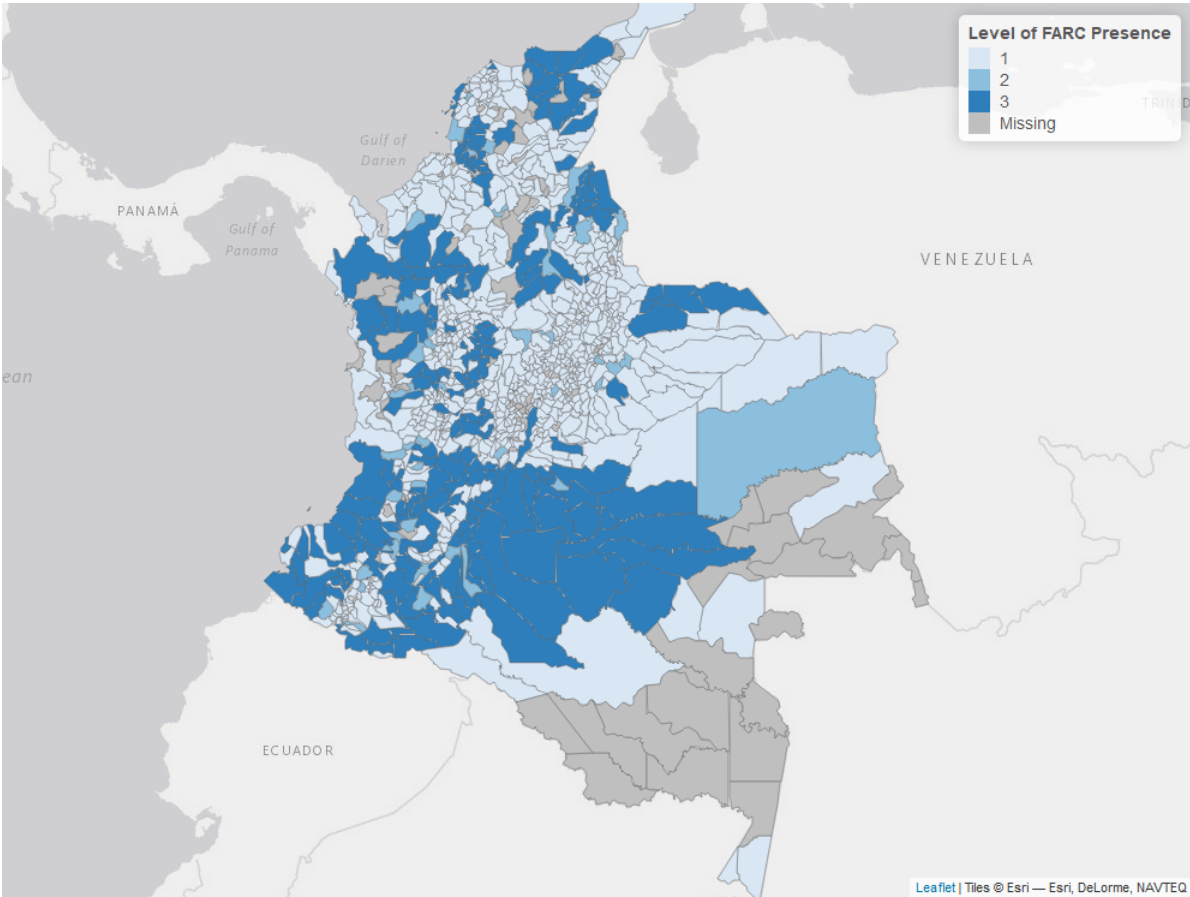 Level of FARC Presence
1
2
3
Missing
TRINID
Gulf of
Darien
PANAMÁ
Gulf of
Panama
VENEZUELA
ean
ECUADOR
Leaflet | Tiles © Esri — Esri, DeLorme, NAVTEQ